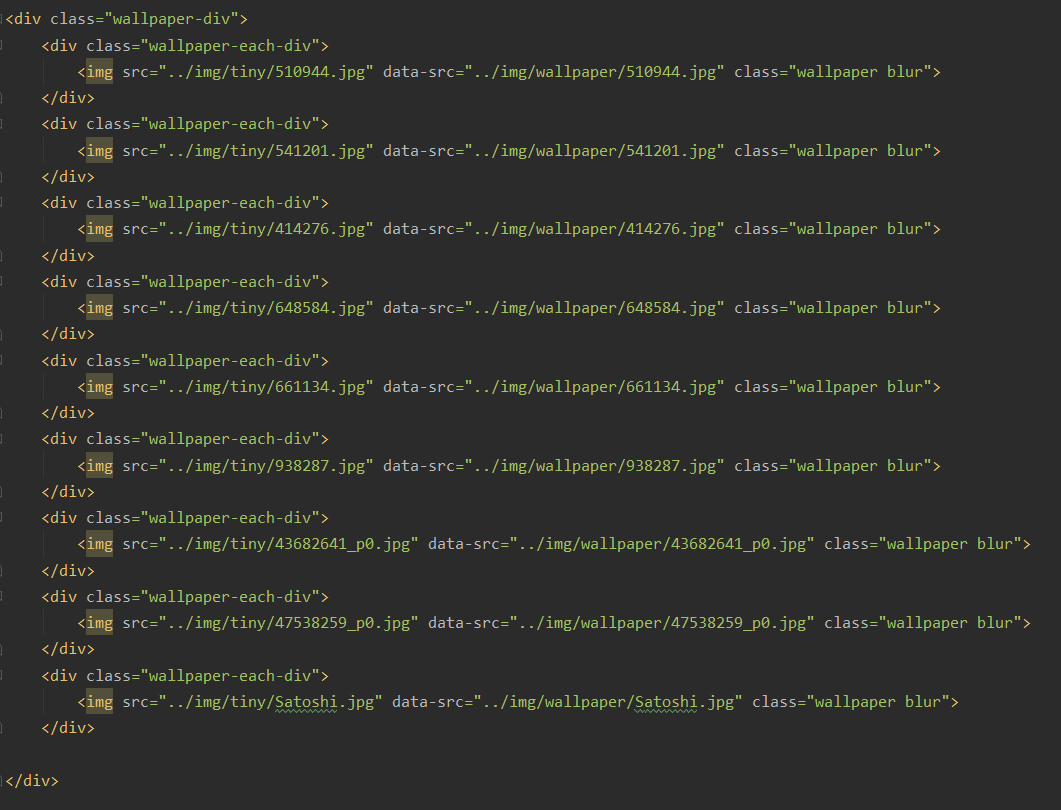 <div class="wallpaper-div">
<div class="wallpaper-each-div">
<img src="../img/tiny/510944.jpg" data-src="../img/wallpaper/510944.jpg" class="wallpaper blur">
</div>
<div class="wallpaper-each-div">
<img src="../img/tiny/541201.jpg" data-src="../img/wallpaper/541201.jpg" class="wallpaper blur">
</div>
<div class="wallpaper-each-div">
<img src="../img/tiny/414276.jpg" data-src="../img/wallpaper/414276.jpg" class="wallpaper blur">
</div>
<div class="wallpaper-each-div">
<img src="../img/tiny/648584.jpg" data-src="../img/wallpaper/648584.jpg" class="wallpaper blur">
</div>
<div class="wallpaper-each-div">
<img src="../img/tiny/661134.jpg" data-src="../img/wallpaper/661134.jpg" class="wallpaper blur">
</div>
<div class="wallpaper-each-div">
<img src="../img/tiny/938287.jpg" data-src="../img/wallpaper/938287.jpg" class="wallpaper blur">
</div>
<div class="wallpaper-each-div">
<img src="../img/tiny/43682641_p0.jpg" data-src="../img/wallpaper/43682641_p0.jpg" class="wallpaper blur">
</div>
<div class="wallpaper-each-div">
<img src="../img/tiny/47538259_p0.jpg" data-src="../img/wallpaper/47538259_p0.jpg" class="wallpaper blur">
</div>
<div class="wallpaper-each-div">
<img src="../img/tiny/Satoshi.jpg" data-src="../img/wallpaper/Satoshi.jpg" class="wallpaper blur">
</div>
</div>